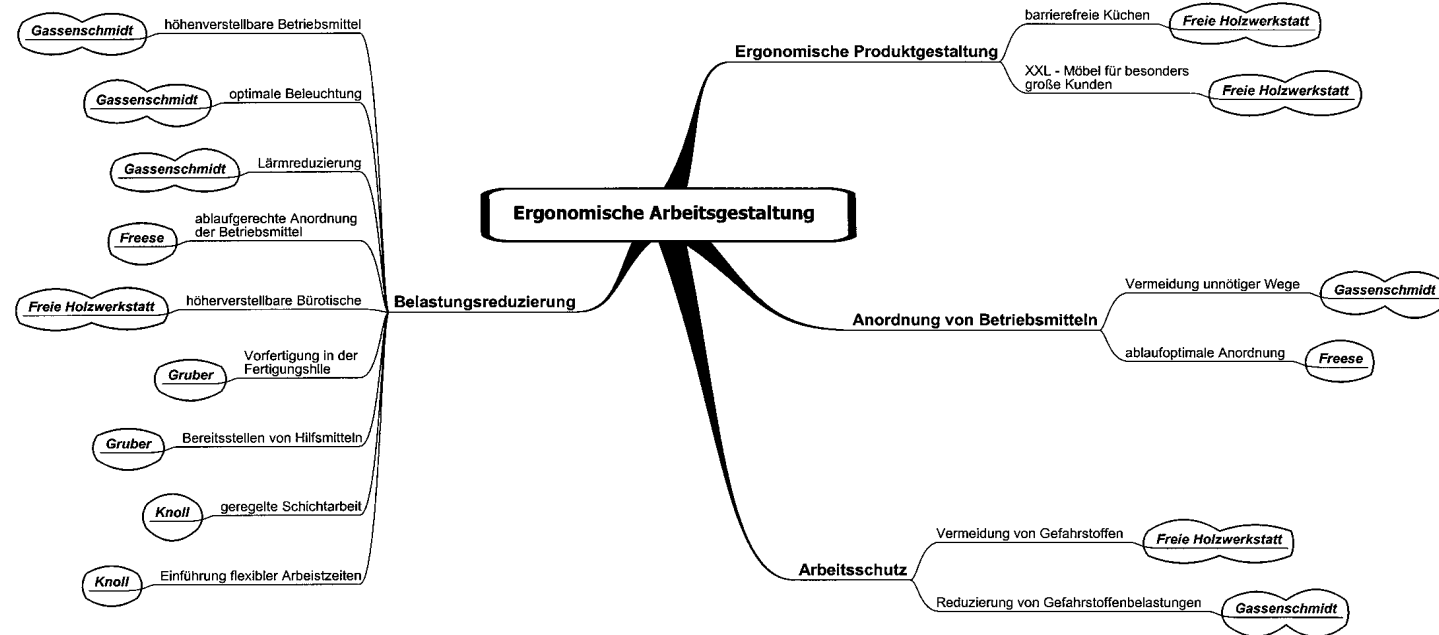 Ergonomische Arbeitsgestaltung
Belastungsreduzierung
höhenverstellbare Betriebsmittel
Gassenschmidt
optimale Beleuchtung
Gassenschmidt
Lärmreduzierung
Gassenschmidt
ablaufgerechte Anordnung
der Betriebsmittel
Freese
höherverstellbare Bürotische
Freie Holzwerkstatt
Vorfertigung in der
Fertigungshlle
Gruber
Bereitsstellen von Hilfsmitteln
Gruber
geregelte Schichtarbeit
Knoll
Einführung flexibler Arbeistzeiten
Knoll
Ergonomische Produktgestaltung
barrierefreie Küchen
Freie Holzwerkstatt
XXL - Möbel für besonders
große Kunden
Freie Holzwerkstatt
Anordnung von Betriebsmitteln
Vermeidung unnötiger Wege
Gassenschmidt
ablaufoptimale Anordnung
Freese
Arbeitsschutz
Vermeidung von Gefahrstoffen
Freie Holzwerkstatt
Reduzierung von Gefahrstoffenbelastungen
Gassenschmidt